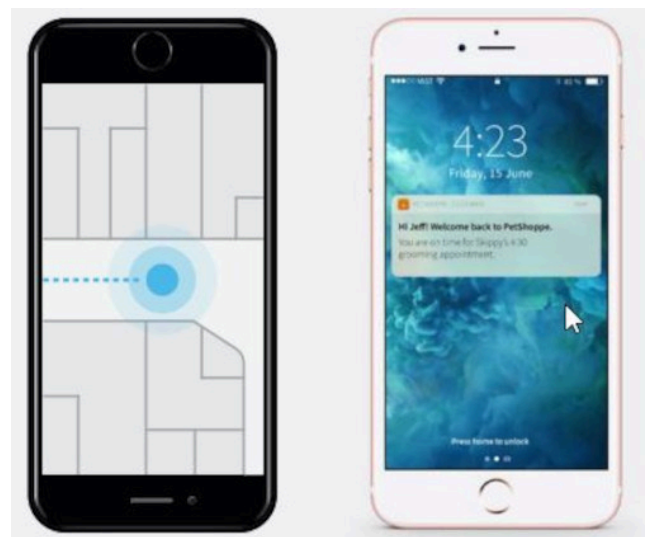 4:23
Friday, 15 June
Hi Jeff! Welcome back to PetShoppe.
You are on time for Skippy's 4:30
grooming appointment.
Press home to unlock